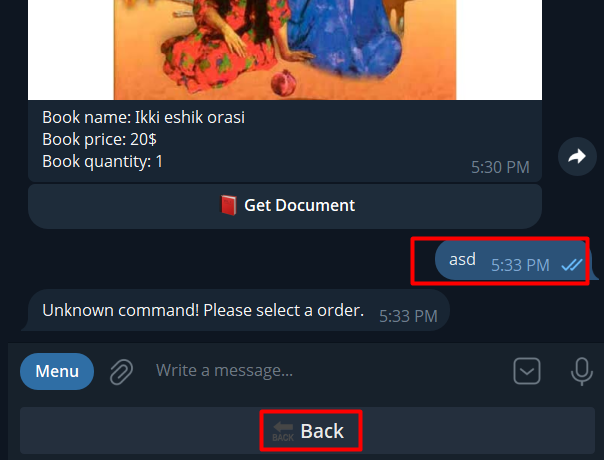 Book name: Ikki eshik orasi
Book price: 20$
Book quantity: 1
5:30 PM
Get Document
asd 5:33 PM
Unknown command! Please select a order. 5:33 PM
Menu Write a message...
BACK Back